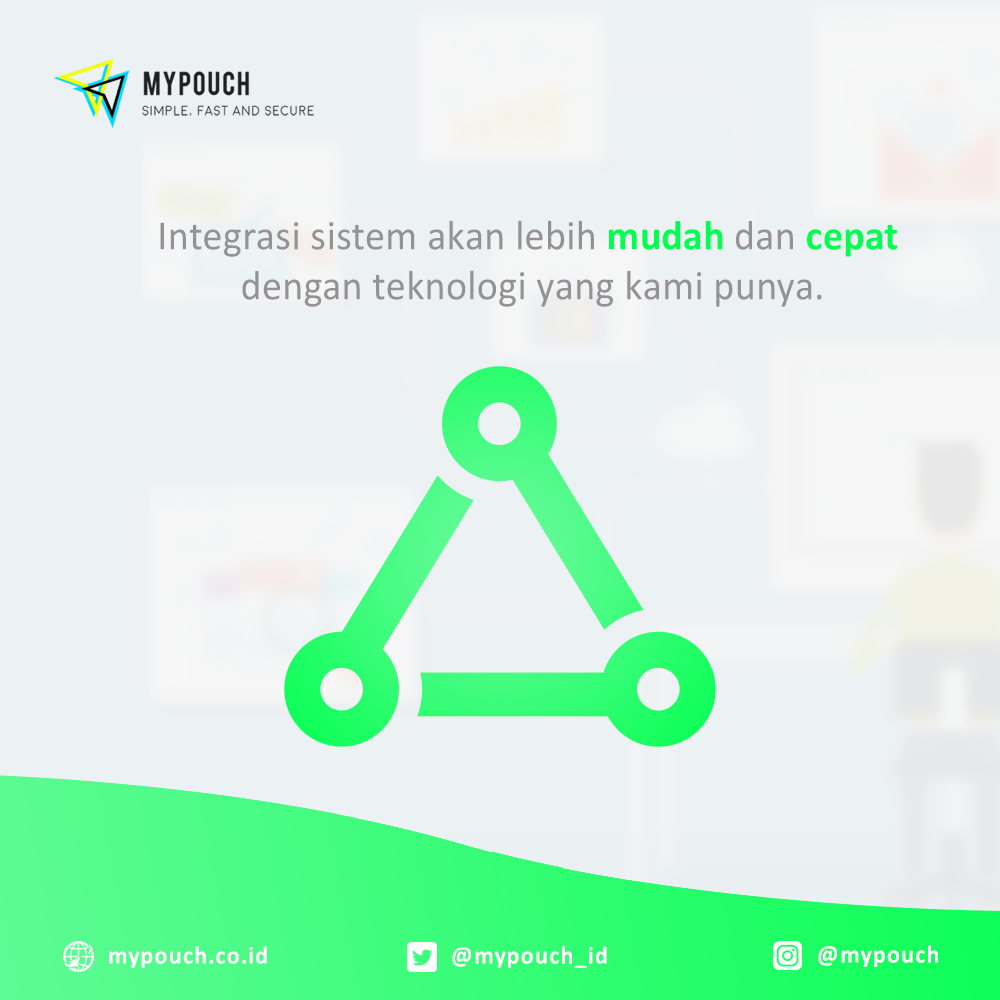 MYPOUCH
SIMPLE. FAST AND SECURE
Integrasi sistem akan lebih mudah dan cepat
dengan teknologi yang kami punya.
mypouch.co.id
@mypouch_id
@mypouch